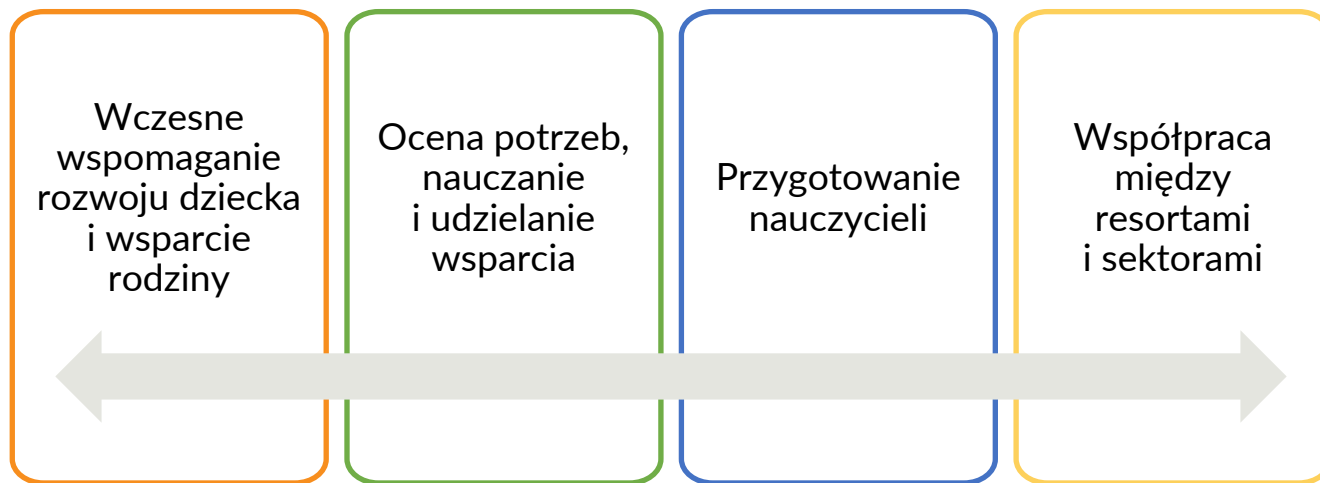 Wczesne
wspomaganie
rozwoju dziecka
i wsparcie
rodziny
Ocena potrzeb,
nauczanie
i udzielanie
wsparcia
Przygotowanie
nauczycieli
Współpraca
między
resortami
i sektorami